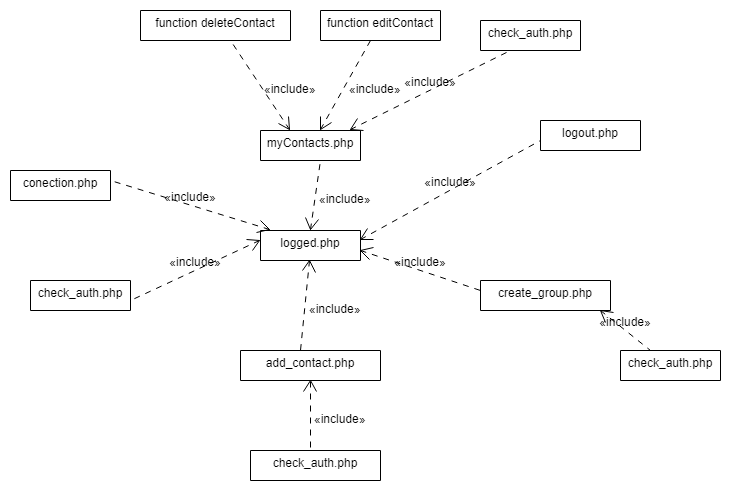 function deleteContact
function editContact
check_auth.php
«include»
«include»
«include»
myContacts.php
logout.php
conection.php
«include»
«include»
«include»
logged.php
«include»
«include»
check_auth.php
create_group.php
«include»
«include»
add_contact.php
check_auth.php
«include»
check_auth.php